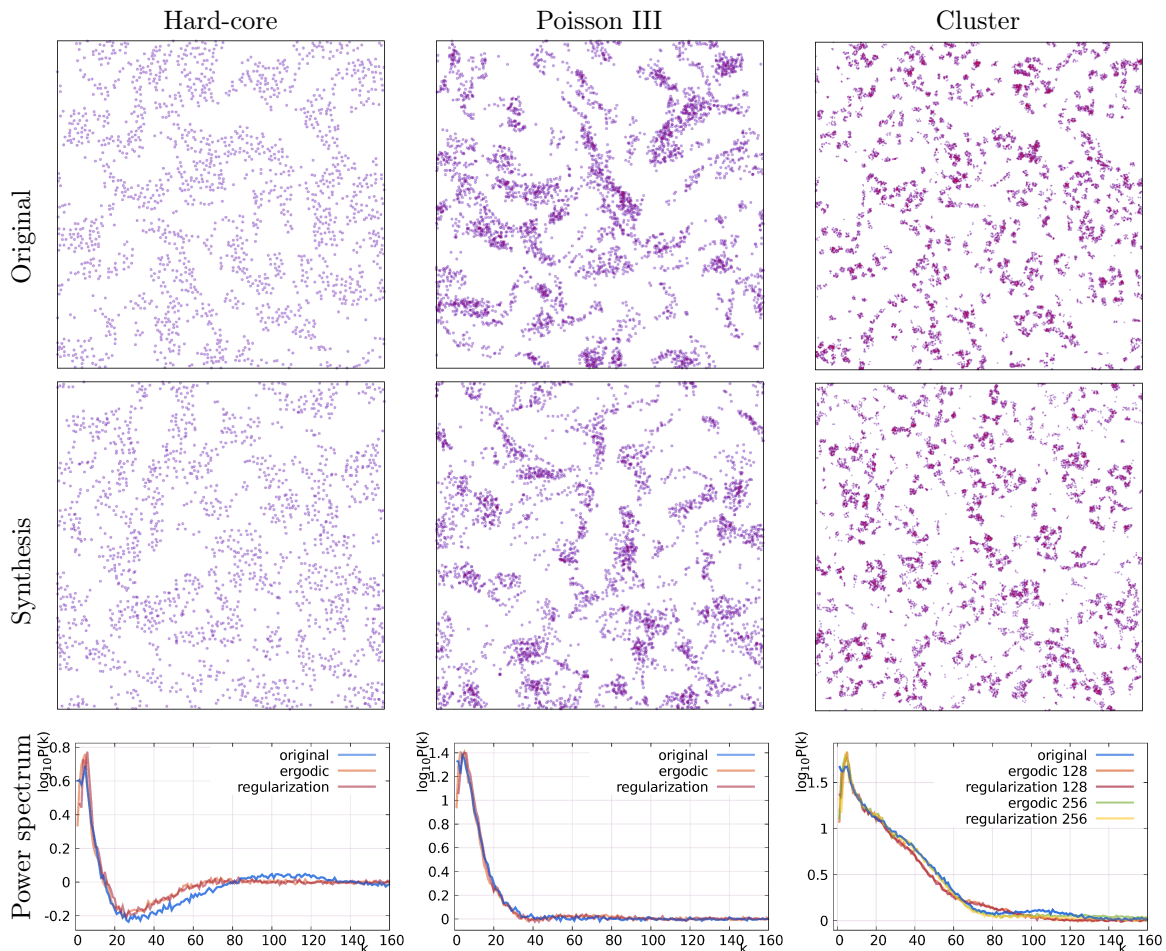 Hard-core Poisson III Cluster
Original
Synthesis
Power spectrum
log10P(k)
0.8
0.6
0.4
0.2
0
-0.2
0 20 40 60 80 100 120 140 160
k
original
ergodic
regularization
log10P(k)
1.4
1.2
1
0.8
0.6
0.4
0.2
0
0 20 40 60 80 100 120 140 160
k
original
ergodic
regularization
log10P(k)
1.5
1
0.5
0
0 20 40 60 80 100 120 140 160
k
original
ergodic 128
regularization 128
ergodic 256
regularization 256